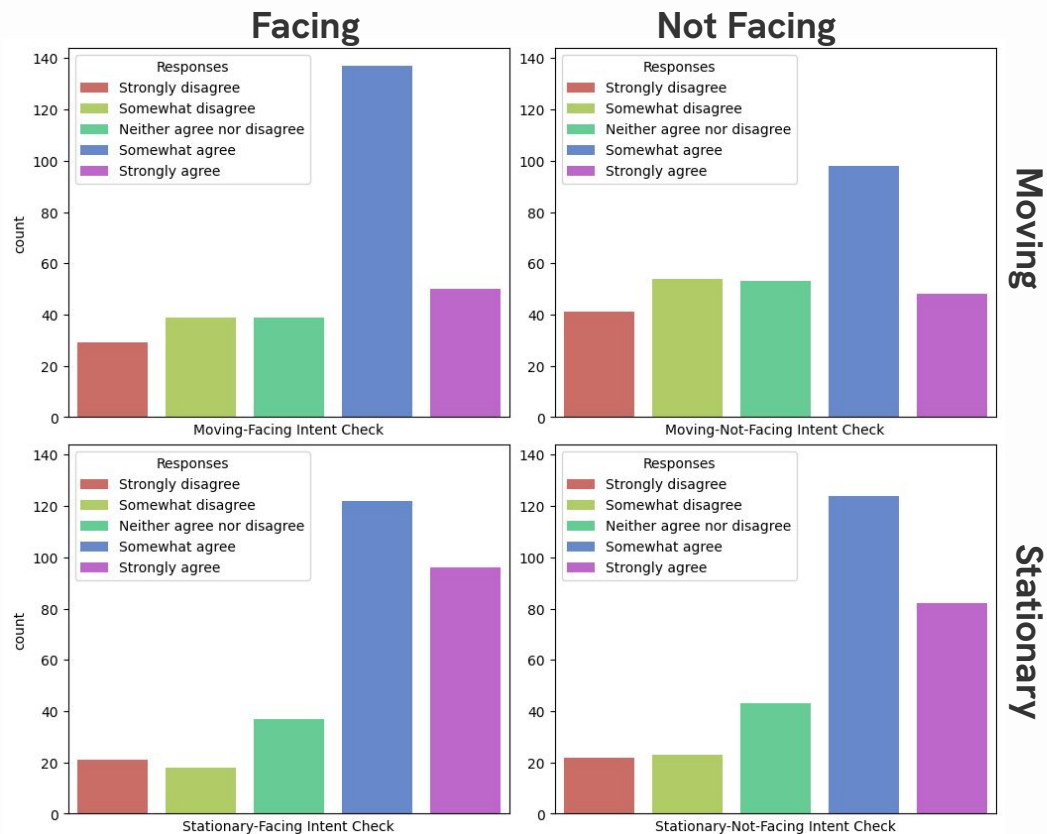 Facing
Not Facing
140
120
100
80
60
40
20
0
count
Responses
Strongly disagree
Somewhat disagree
Neither agree nor disagree
Somewhat agree
Strongly agree
Moving-Facing Intent Check
140
120
100
80
60
40
20
0
Responses
Strongly disagree
Somewhat disagree
Neither agree nor disagree
Somewhat agree
Strongly agree
Moving-Not-Facing Intent Check
Moving
140
120
100
80
60
40
20
0
count
Responses
Strongly disagree
Somewhat disagree
Neither agree nor disagree
Somewhat agree
Strongly agree
Stationary-Facing Intent Check
140
120
100
80
60
40
20
0
Responses
Strongly disagree
Somewhat disagree
Neither agree nor disagree
Somewhat agree
Strongly agree
Stationary-Not-Facing Intent Check
Stationary